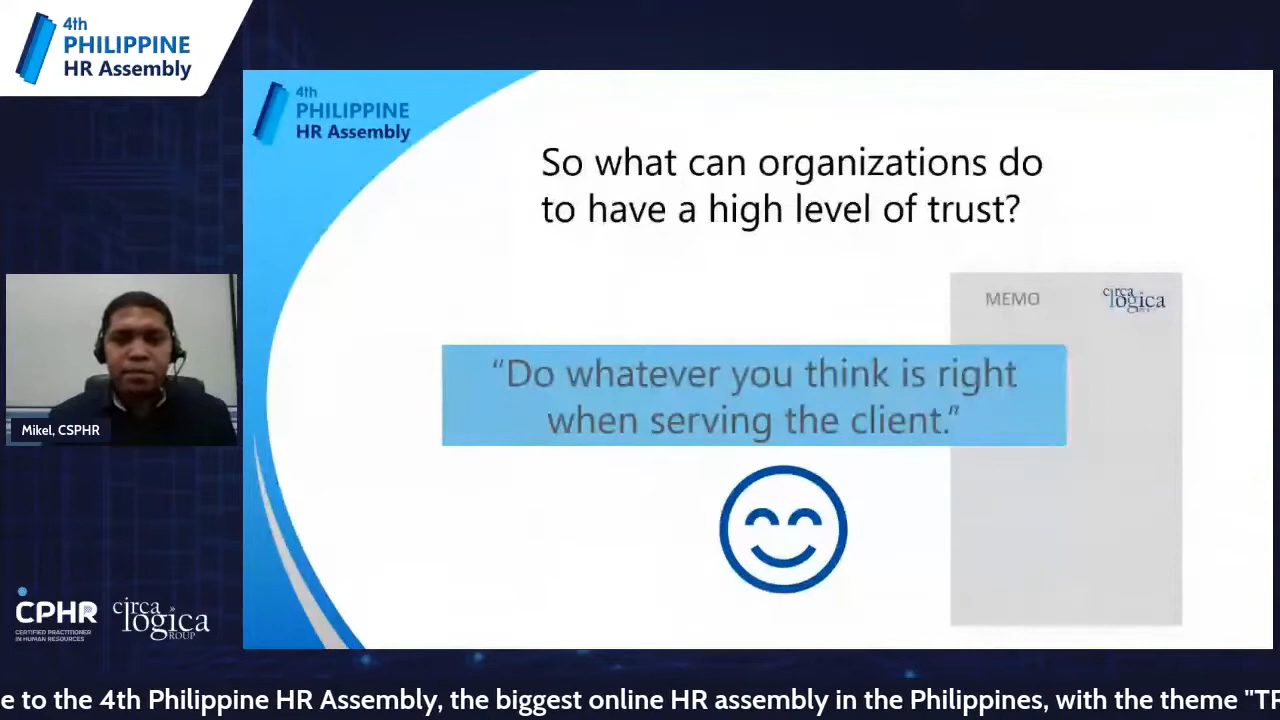 4th
PHILIPPINE
HR Assembly
4th
PHILIPPINE
HR Assembly
So what can organizations do
to have a high level of trust?
MEMO
circa
logica
“Do whatever you think is right
when serving the client.”
Mikel, CSPHR
CPHR
CERTIFIED PRACTITIONER
IN HUMAN RESOURCES
circa »
logica
GROUP
e to the 4th Philippine HR Assembly, the biggest online HR assembly in the Philippines, with the theme "TR